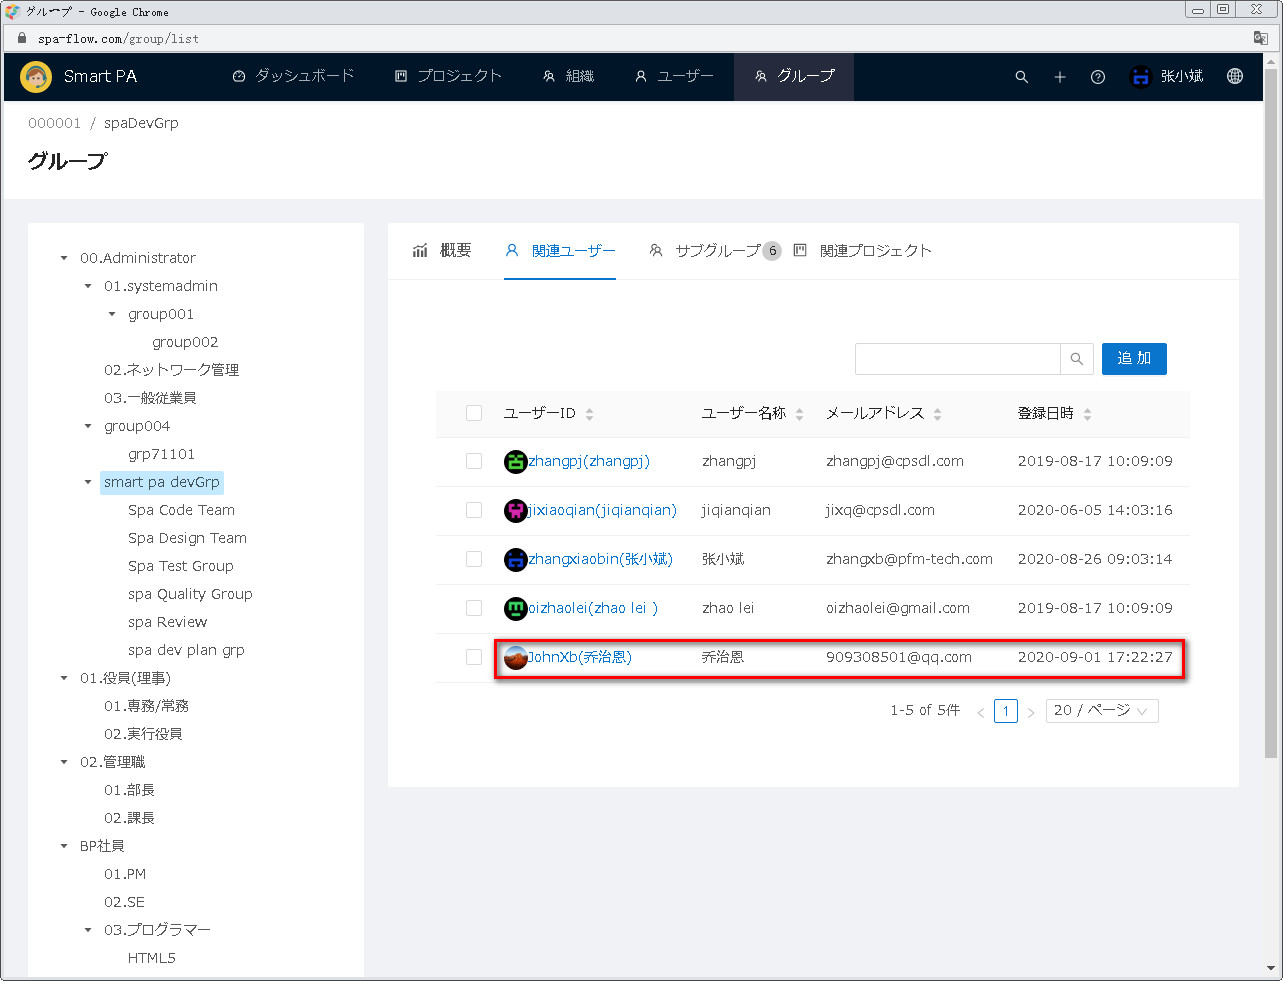 グループ - Google Chrome
spa-flow.com/group/list
Smart PA ダッシュボード プロジェクト 組織 ユーザー グループ 张小斌
000001 / spaDevGrp
グループ
概要 関連ユーザー サブグループ 6 関連プロジェクト
00.Administrator
01.systemadmin
group001
group002
02.ネットワーク管理
03.一般従業員
group004
grp71101
smart pa devGrp
Spa Code Team
Spa Design Team
Spa Test Group
spa Quality Group
spa Review
spa dev plan grp
01.役員(理事)
01.専務/常務
02.実行役員
02.管理職
01.部長
02.課長
BP社員
01.PM
02.SE
03.プログラマー
HTML5
追 加
ユーザーID ユーザー名称 メールアドレス 登録日時
zhangpj(zhangpj) zhangpj zhangpj@cpsdl.com 2019-08-17 10:09:09
jixiaoqian(jiqianqian) jiqianqian jixq@cpsdl.com 2020-06-05 14:03:16
zhangxiaobin(张小斌) 张小斌 zhangxb@pfm-tech.com 2020-08-26 09:03:14
oizhaolei(zhao lei ) zhao lei oizhaolei@gmail.com 2019-08-17 10:09:09
JohnXb(乔治恩) 乔治恩 909308501@qq.com 2020-09-01 17:22:27
1-5 of 5件 < 1 > 20 / ページ